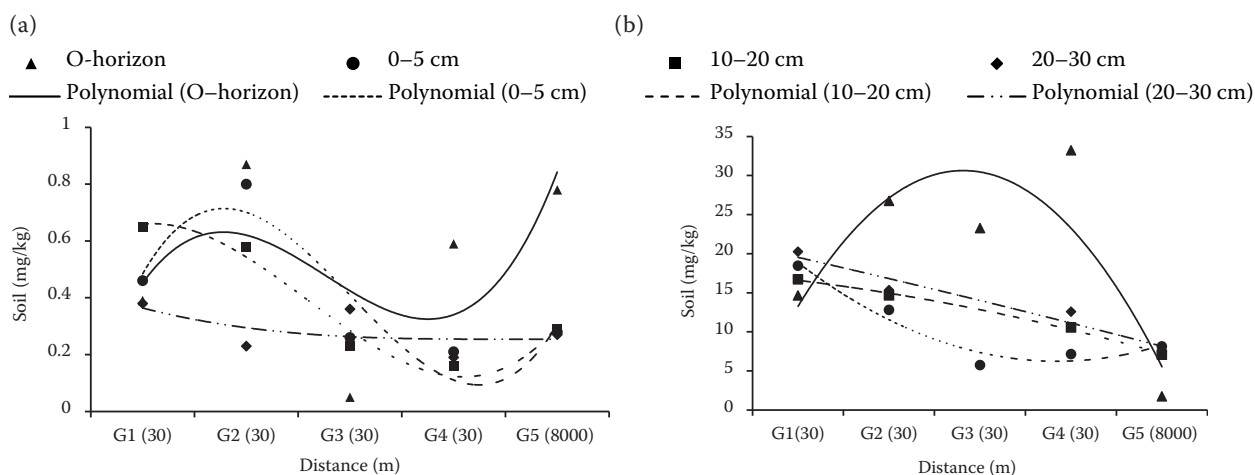 (a)
O-horizon
0–5 cm
Polynomial (O–horizon)
Polynomial (0–5 cm)
1
0.8
0.6
0.4
0.2
0
Soil (mg/kg)
G1 (30)
G2 (30)
G3 (30)
G4 (30)
G5 (8000)
Distance (m)
(b)
10–20 cm
20–30 cm
Polynomial (10–20 cm)
Polynomial (20–30 cm)
35
30
25
20
15
10
5
0
Soil (mg/kg)
G1(30)
G2 (30)
G3 (30)
G4 (30)
G5 (8000)
Distance (m)